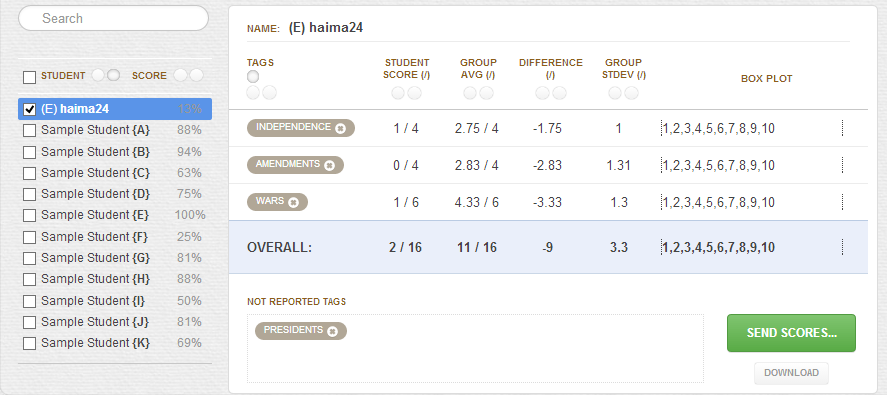 Search
STUDENT SCORE
(E) haima24 13%
Sample Student {A} 88%
Sample Student {B} 94%
Sample Student {C} 63%
Sample Student {D} 75%
Sample Student {E} 100%
Sample Student {F} 25%
Sample Student {G} 81%
Sample Student {H} 88%
Sample Student {I} 50%
Sample Student {J} 81%
Sample Student {K} 69%
NAME: (E) haima24
TAGS STUDENT SCORE (/) GROUP AVG (/) DIFFERENCE (/) GROUP STDEV (/) BOX PLOT
INDEPENDENCE 1 / 4 2.75 / 4 -1.75 1 1,2,3,4,5,6,7,8,9,10
AMENDMENTS 0 / 4 2.83 / 4 -2.83 1.31 1,2,3,4,5,6,7,8,9,10
WARS 1 / 6 4.33 / 6 -3.33 1.3 1,2,3,4,5,6,7,8,9,10
OVERALL: 2 / 16 11 / 16 -9 3.3 1,2,3,4,5,6,7,8,9,10
NOT REPORTED TAGS
PRESIDENTS
SEND SCORES...
DOWNLOAD